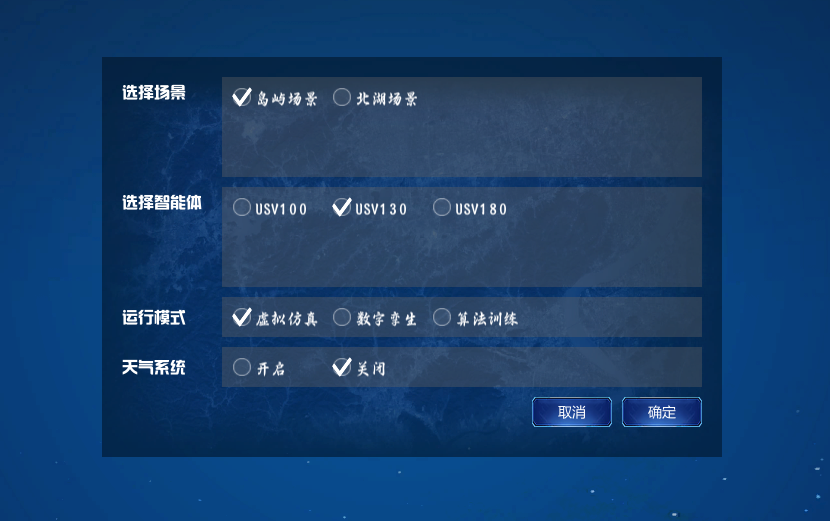 选择场景 岛屿场景 北湖场景
选择智能体 USV100 USV130 USV180
运行模式 虚拟仿真 数字孪生 算法训练
天气系统 开启 关闭
取消 确定